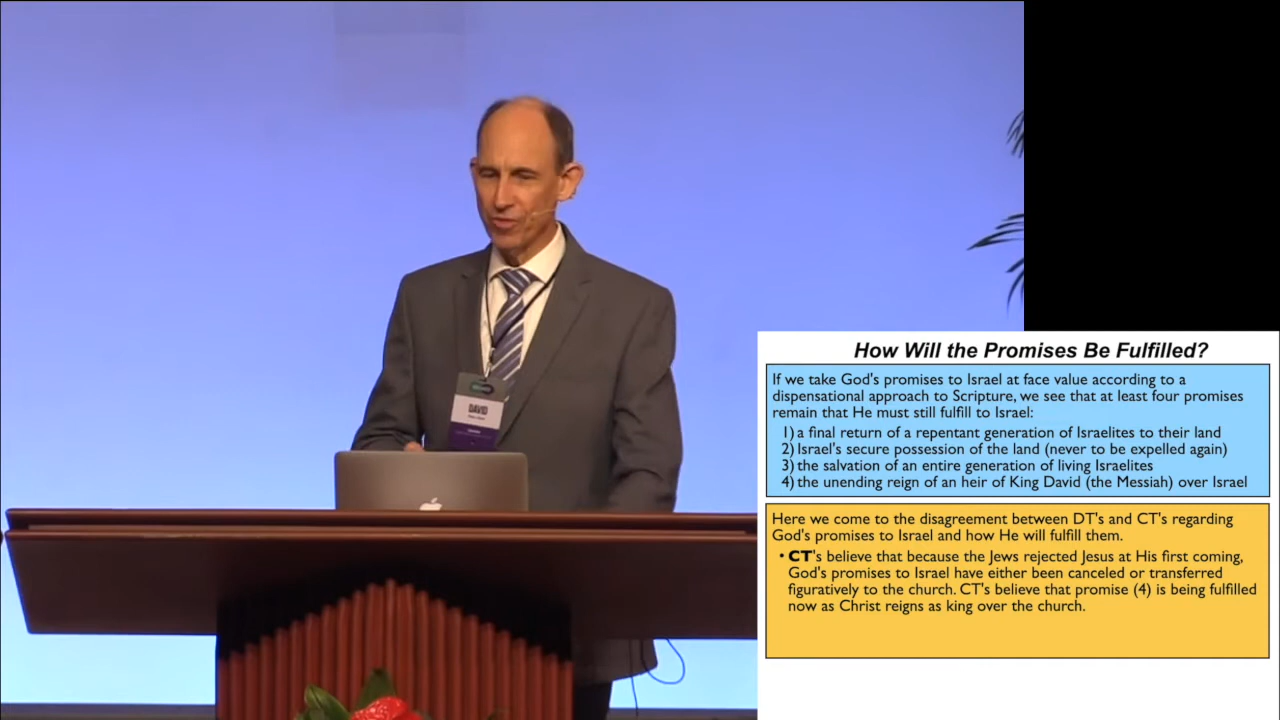 DAVID
How Will the Promises Be Fulfilled?
If we take God's promises to Israel at face value according to a
dispensational approach to Scripture, we see that at least four promises
remain that He must still fulfill to Israel:
1) a final return of a repentant generation of Israelites to their land
2) Israel's secure possession of the land (never to be expelled again)
3) the salvation of an entire generation of living Israelites
4) the unending reign of an heir of King David (the Messiah) over Israel
Here we come to the disagreement between DT's and CT's regarding
God's promises to Israel and how He will fulfill them.
• CT's believe that because the Jews rejected Jesus at His first coming,
God's promises to Israel have either been canceled or transferred
figuratively to the church. CT's believe that promise (4) is being fulfilled
now as Christ reigns as king over the church.